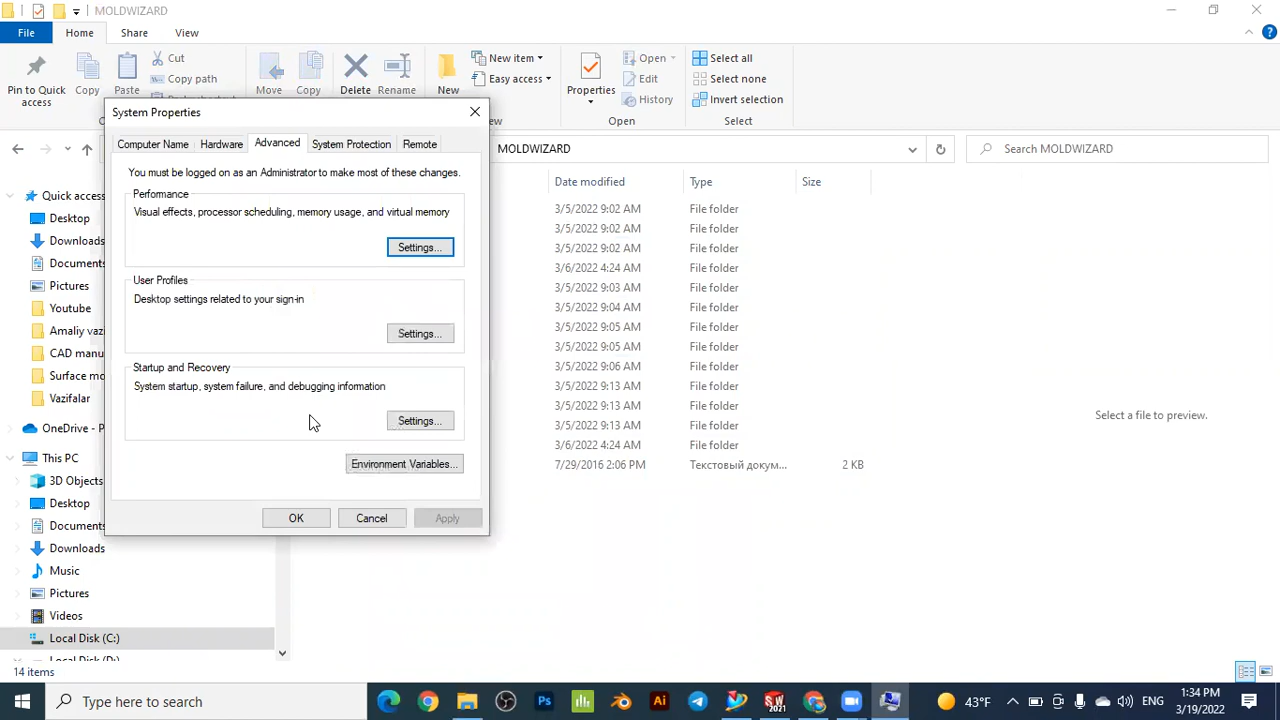 MOLDWIZARD
File
Home
Share
View
Pin to Quick access
Copy
Paste
Cut
Copy path
Move
Copy
Delete
Rename
New
New item
Easy access
Properties
Open
Edit
History
Open
Select all
Select none
Invert selection
Select
MOLDWIZARD
Search MOLDWIZARD
Quick access
Desktop
Downloads
Documents
Pictures
Youtube
Amaliy vazi
CAD manu
Surface mo
Vazifalar
OneDrive - P
This PC
3D Objects
Desktop
Documents
Downloads
Music
Pictures
Videos
Local Disk (C:)
System Properties
Computer Name
Hardware
Advanced
System Protection
Remote
You must be logged on as an Administrator to make most of these changes.
Performance
Visual effects, processor scheduling, memory usage, and virtual memory
Settings...
User Profiles
Desktop settings related to your sign-in
Settings...
Startup and Recovery
System startup, system failure, and debugging information
Settings...
Environment Variables...
OK
Cancel
Apply
Date modified
Type
Size
3/5/2022 9:02 AM File folder
3/5/2022 9:02 AM File folder
3/5/2022 9:02 AM File folder
3/6/2022 4:24 AM File folder
3/5/2022 9:03 AM File folder
3/5/2022 9:04 AM File folder
3/5/2022 9:05 AM File folder
3/5/2022 9:05 AM File folder
3/5/2022 9:06 AM File folder
3/5/2022 9:13 AM File folder
3/5/2022 9:13 AM File folder
3/5/2022 9:13 AM File folder
3/6/2022 4:24 AM File folder
7/29/2016 2:06 PM Текстовый докум... 2 KB
Select a file to preview.
14 items
Type here to search
Ps
Ai
SW
2021
43°F
ENG
1:34 PM
3/19/2022